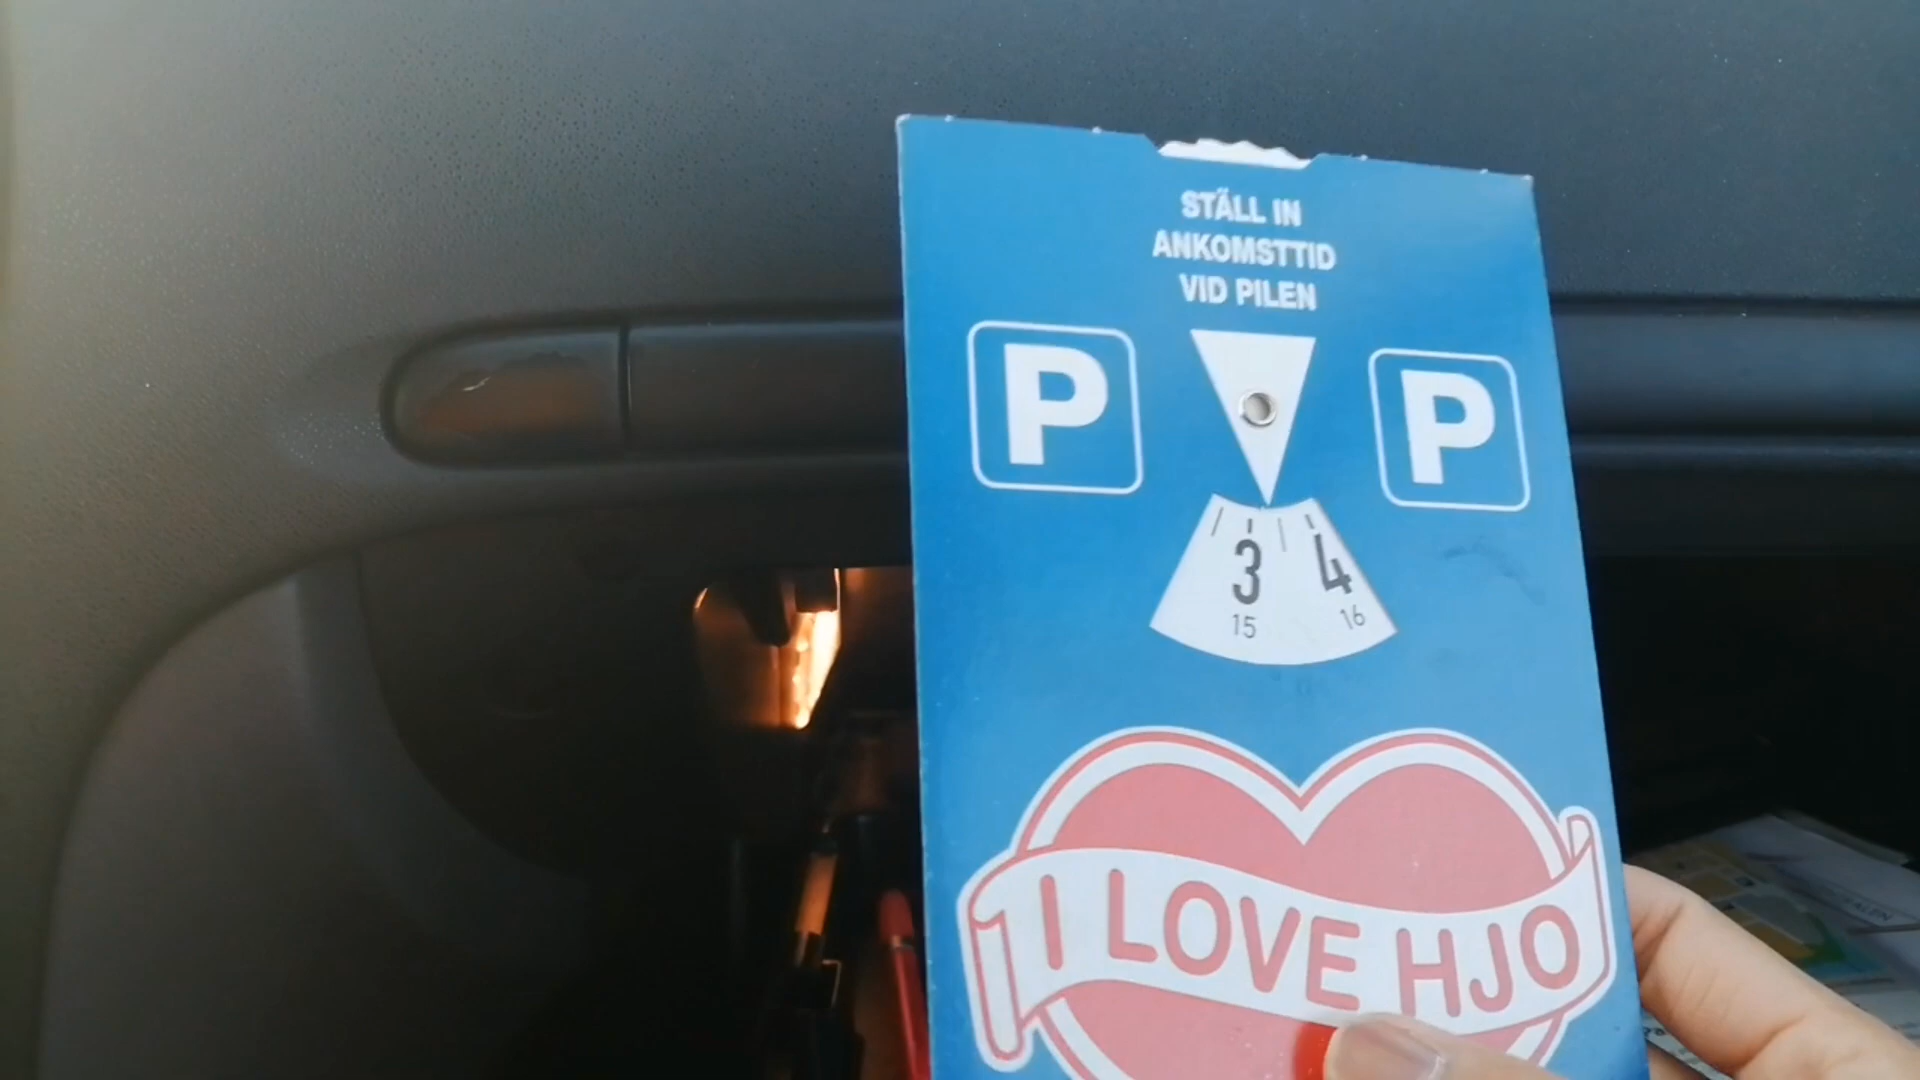 STÄLL IN
ANKOMSTTID
VID PILEN
P P
3 4
15 16
I LOVE HJO